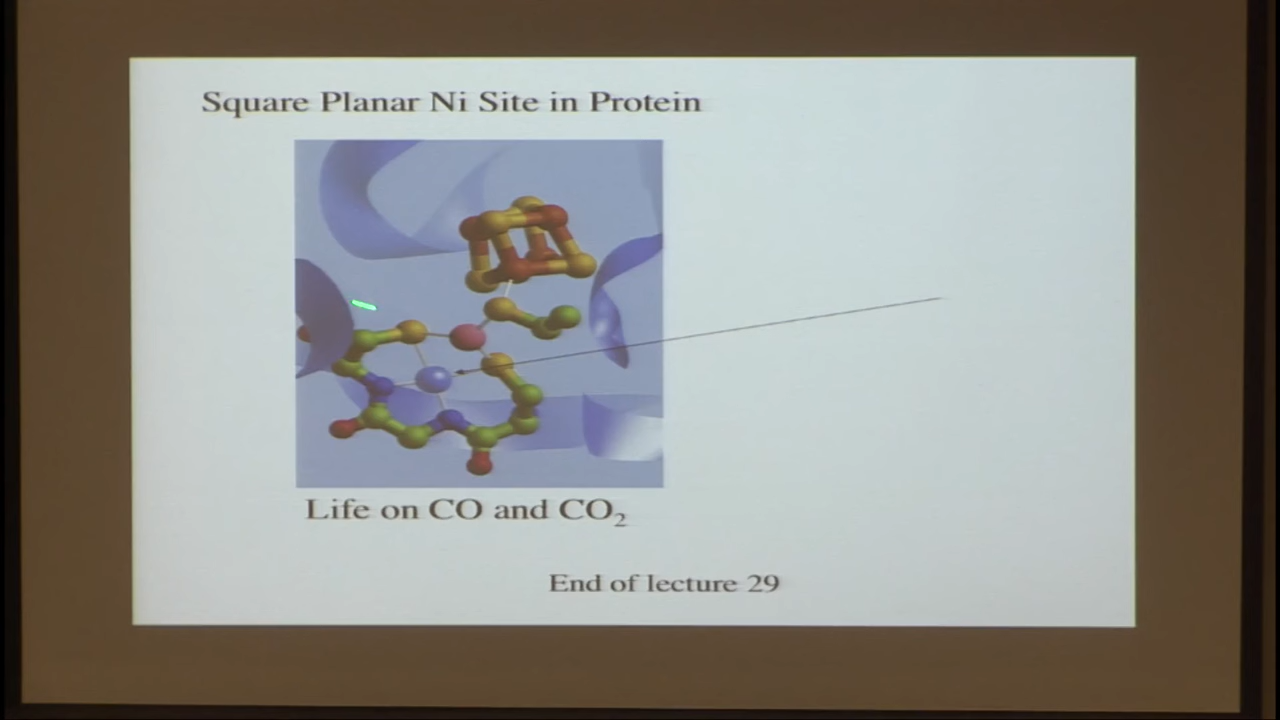 Square Planar Ni Site in Protein
Life on CO and CO₂
End of lecture 29